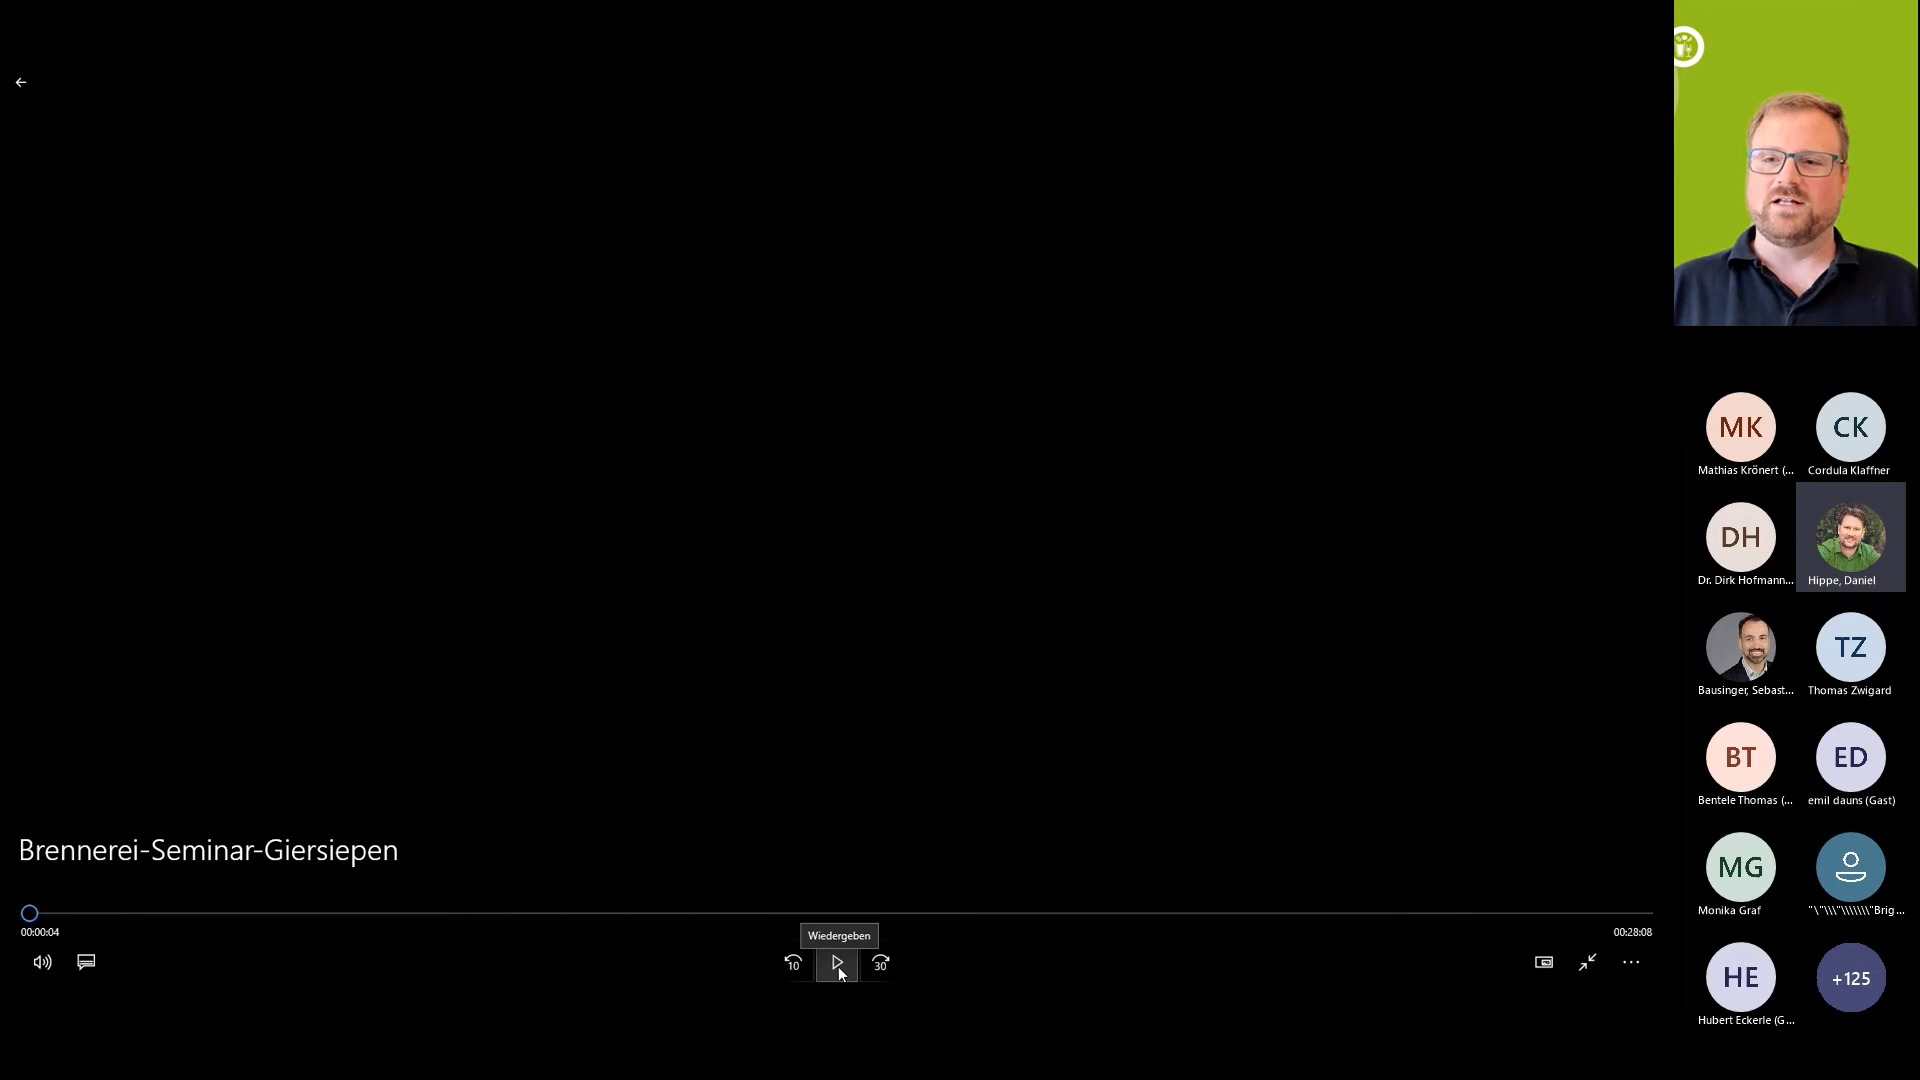 MK
CK
Mathias Krönert (...
Cordula Klaffner
DH
Dr. Dirk Hofmann...
Hippe, Daniel
TZ
Bausinger, Sebast...
Thomas Zwigard
BT
ED
Bentele Thomas (...
emil dauns (Gast)
Brennerei-Seminar-Giersiepen
MG
Monika Graf
"\"\\\"\\\\\\\"Brig...
00:00:04
Wiedergeben
00:28:08
10
30
HE
+125
Hubert Eckerle (G...